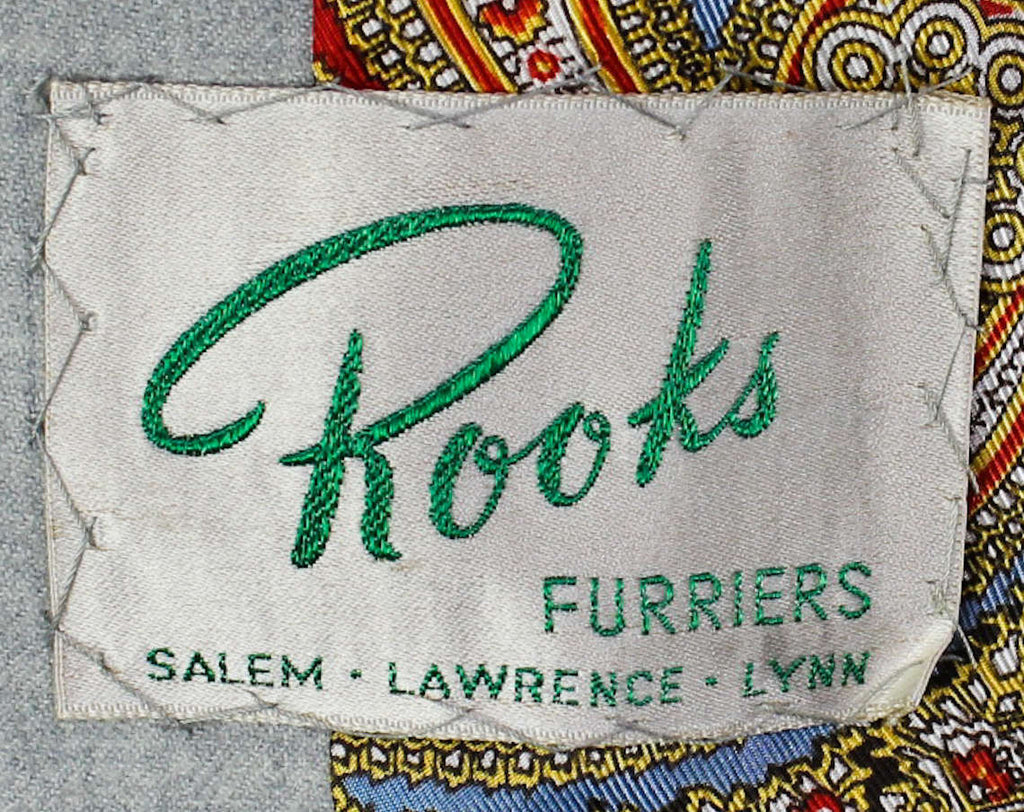 Rooks
FURRIERS
SALEM · LAWRENCE · LYNN